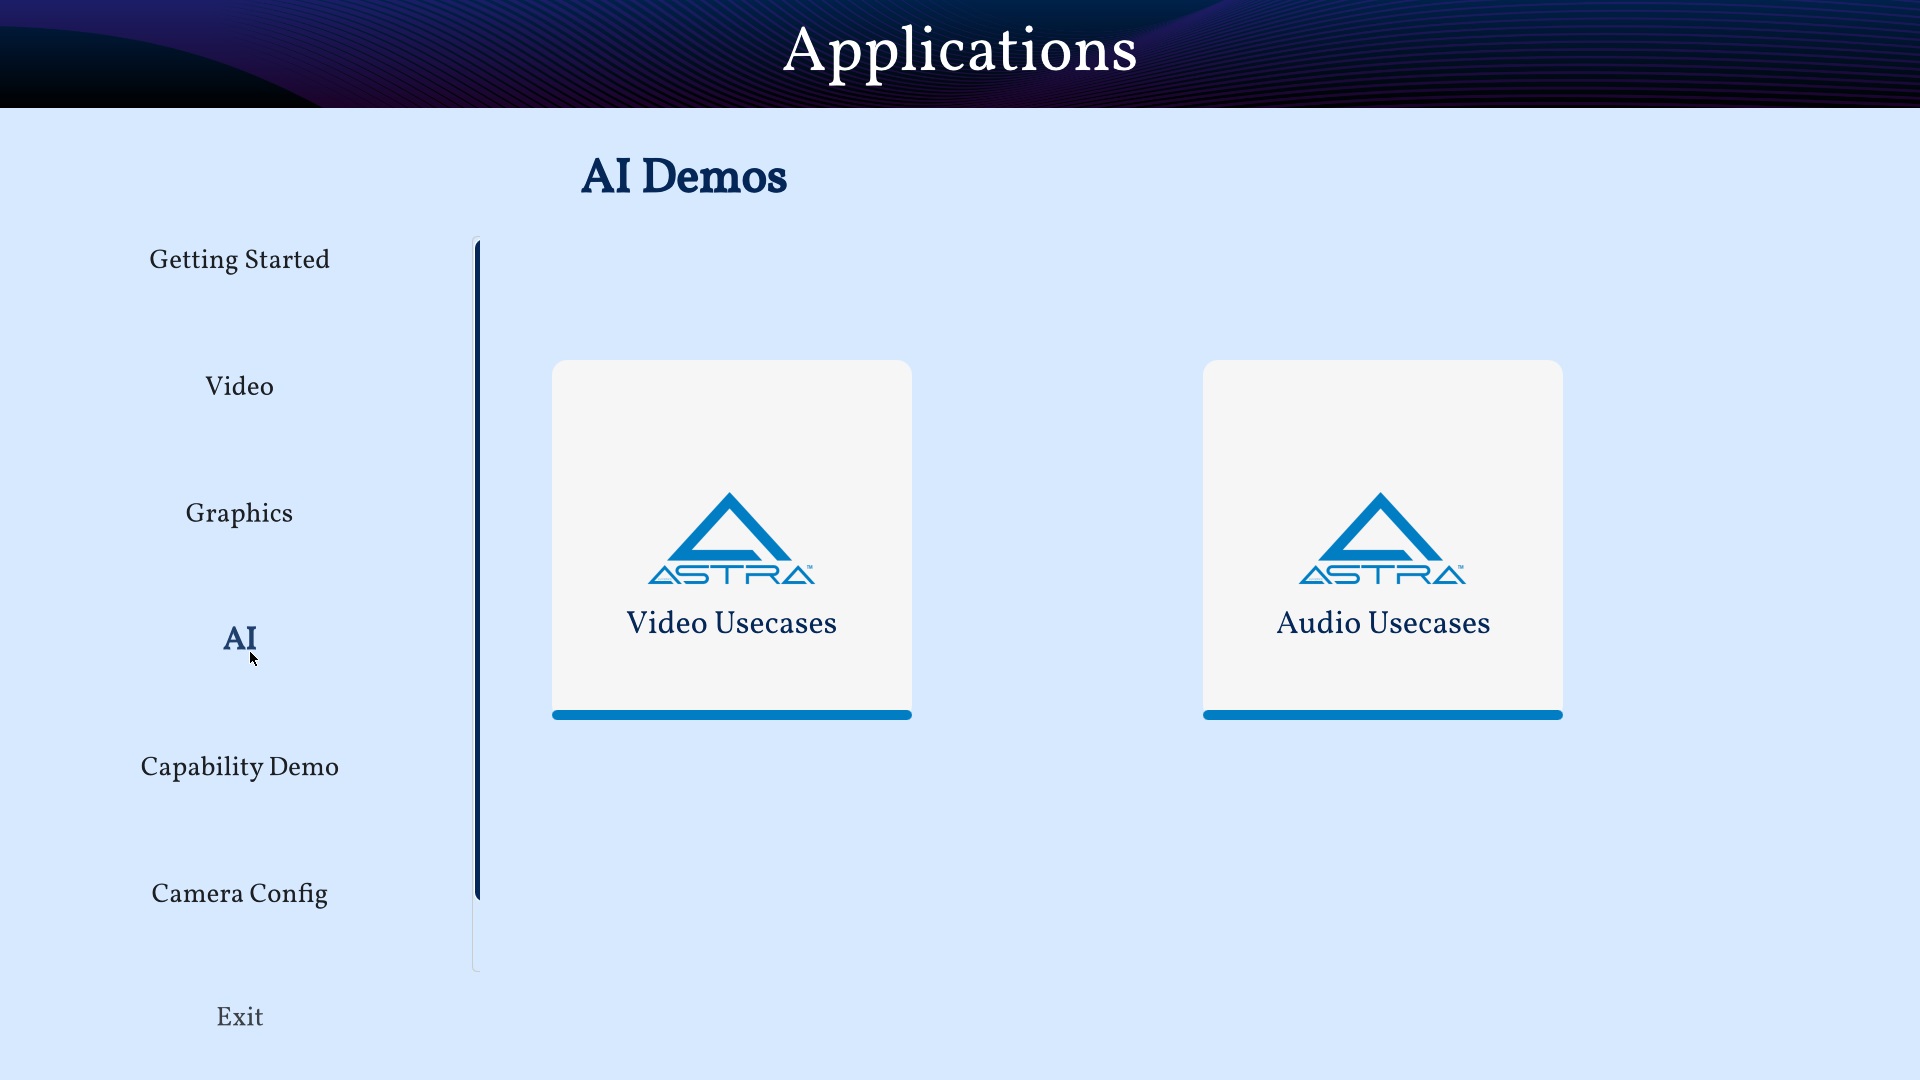 Applications
AI Demos
Getting Started
Video
Graphics
AI
Capability Demo
Camera Config
Exit
ASTRA™
Video Usecases
ASTRA™
Audio Usecases